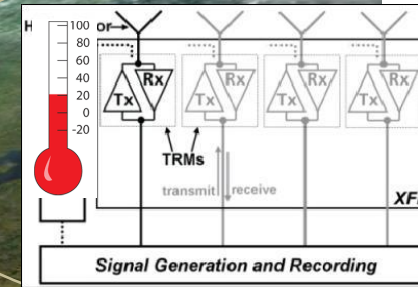 H
or
100
80
60
40
20
0
-20
Tx Rx Tx Rx Tx Rx Tx Rx
TRMs
transmit receive
XF
Signal Generation and Recording